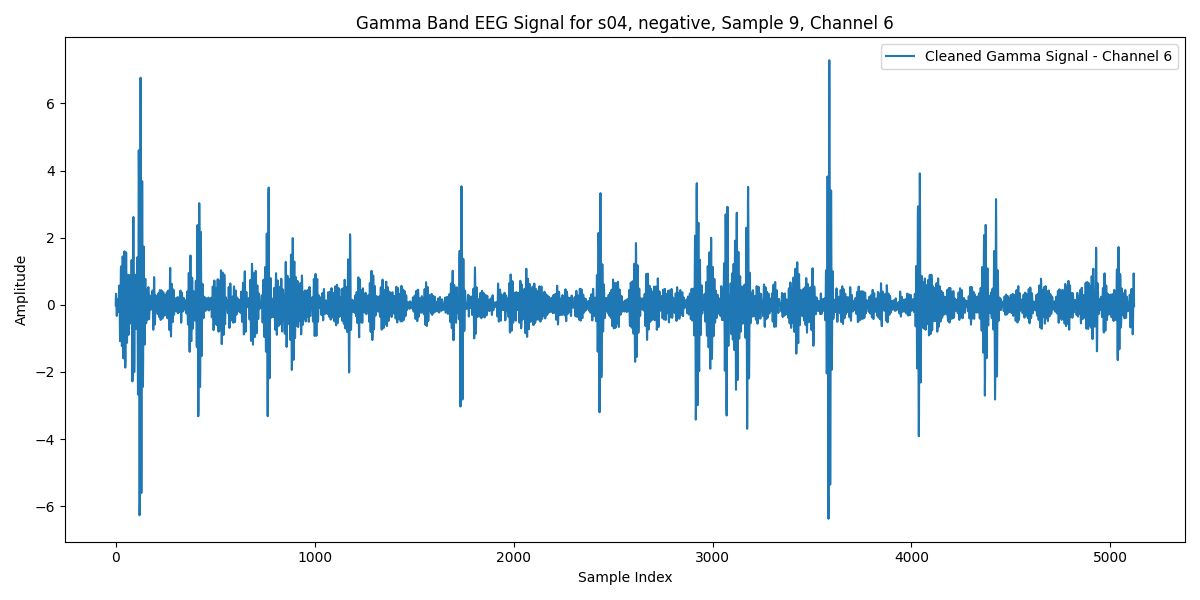 Gamma Band EEG Signal for s04, negative, Sample 9, Channel 6
Cleaned Gamma Signal - Channel 6
Amplitude
6
4
2
0
−2
−4
−6
0 1000 2000 3000 4000 5000
Sample Index